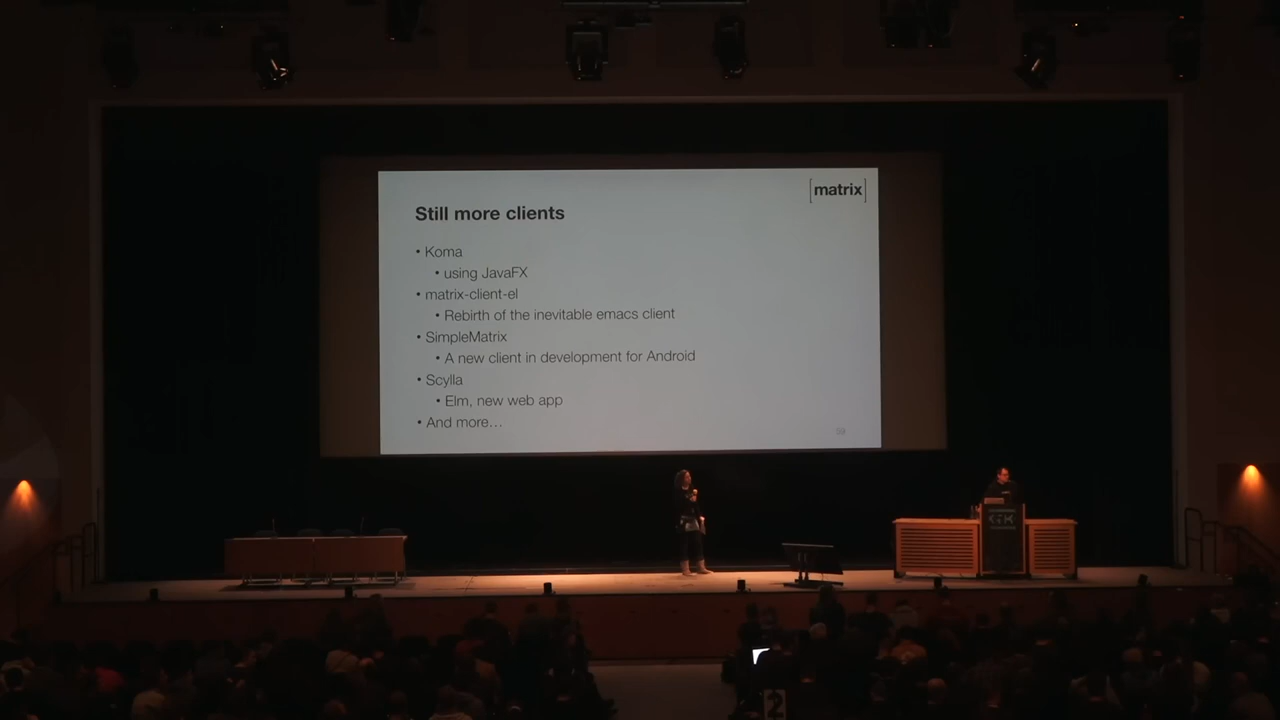 [matrix]
Still more clients
• Koma
• using JavaFX
• matrix-client-el
• Rebirth of the inevitable emacs client
• SimpleMatrix
• A new client in development for Android
• Scylla
• Elm, new web app
• And more…
2